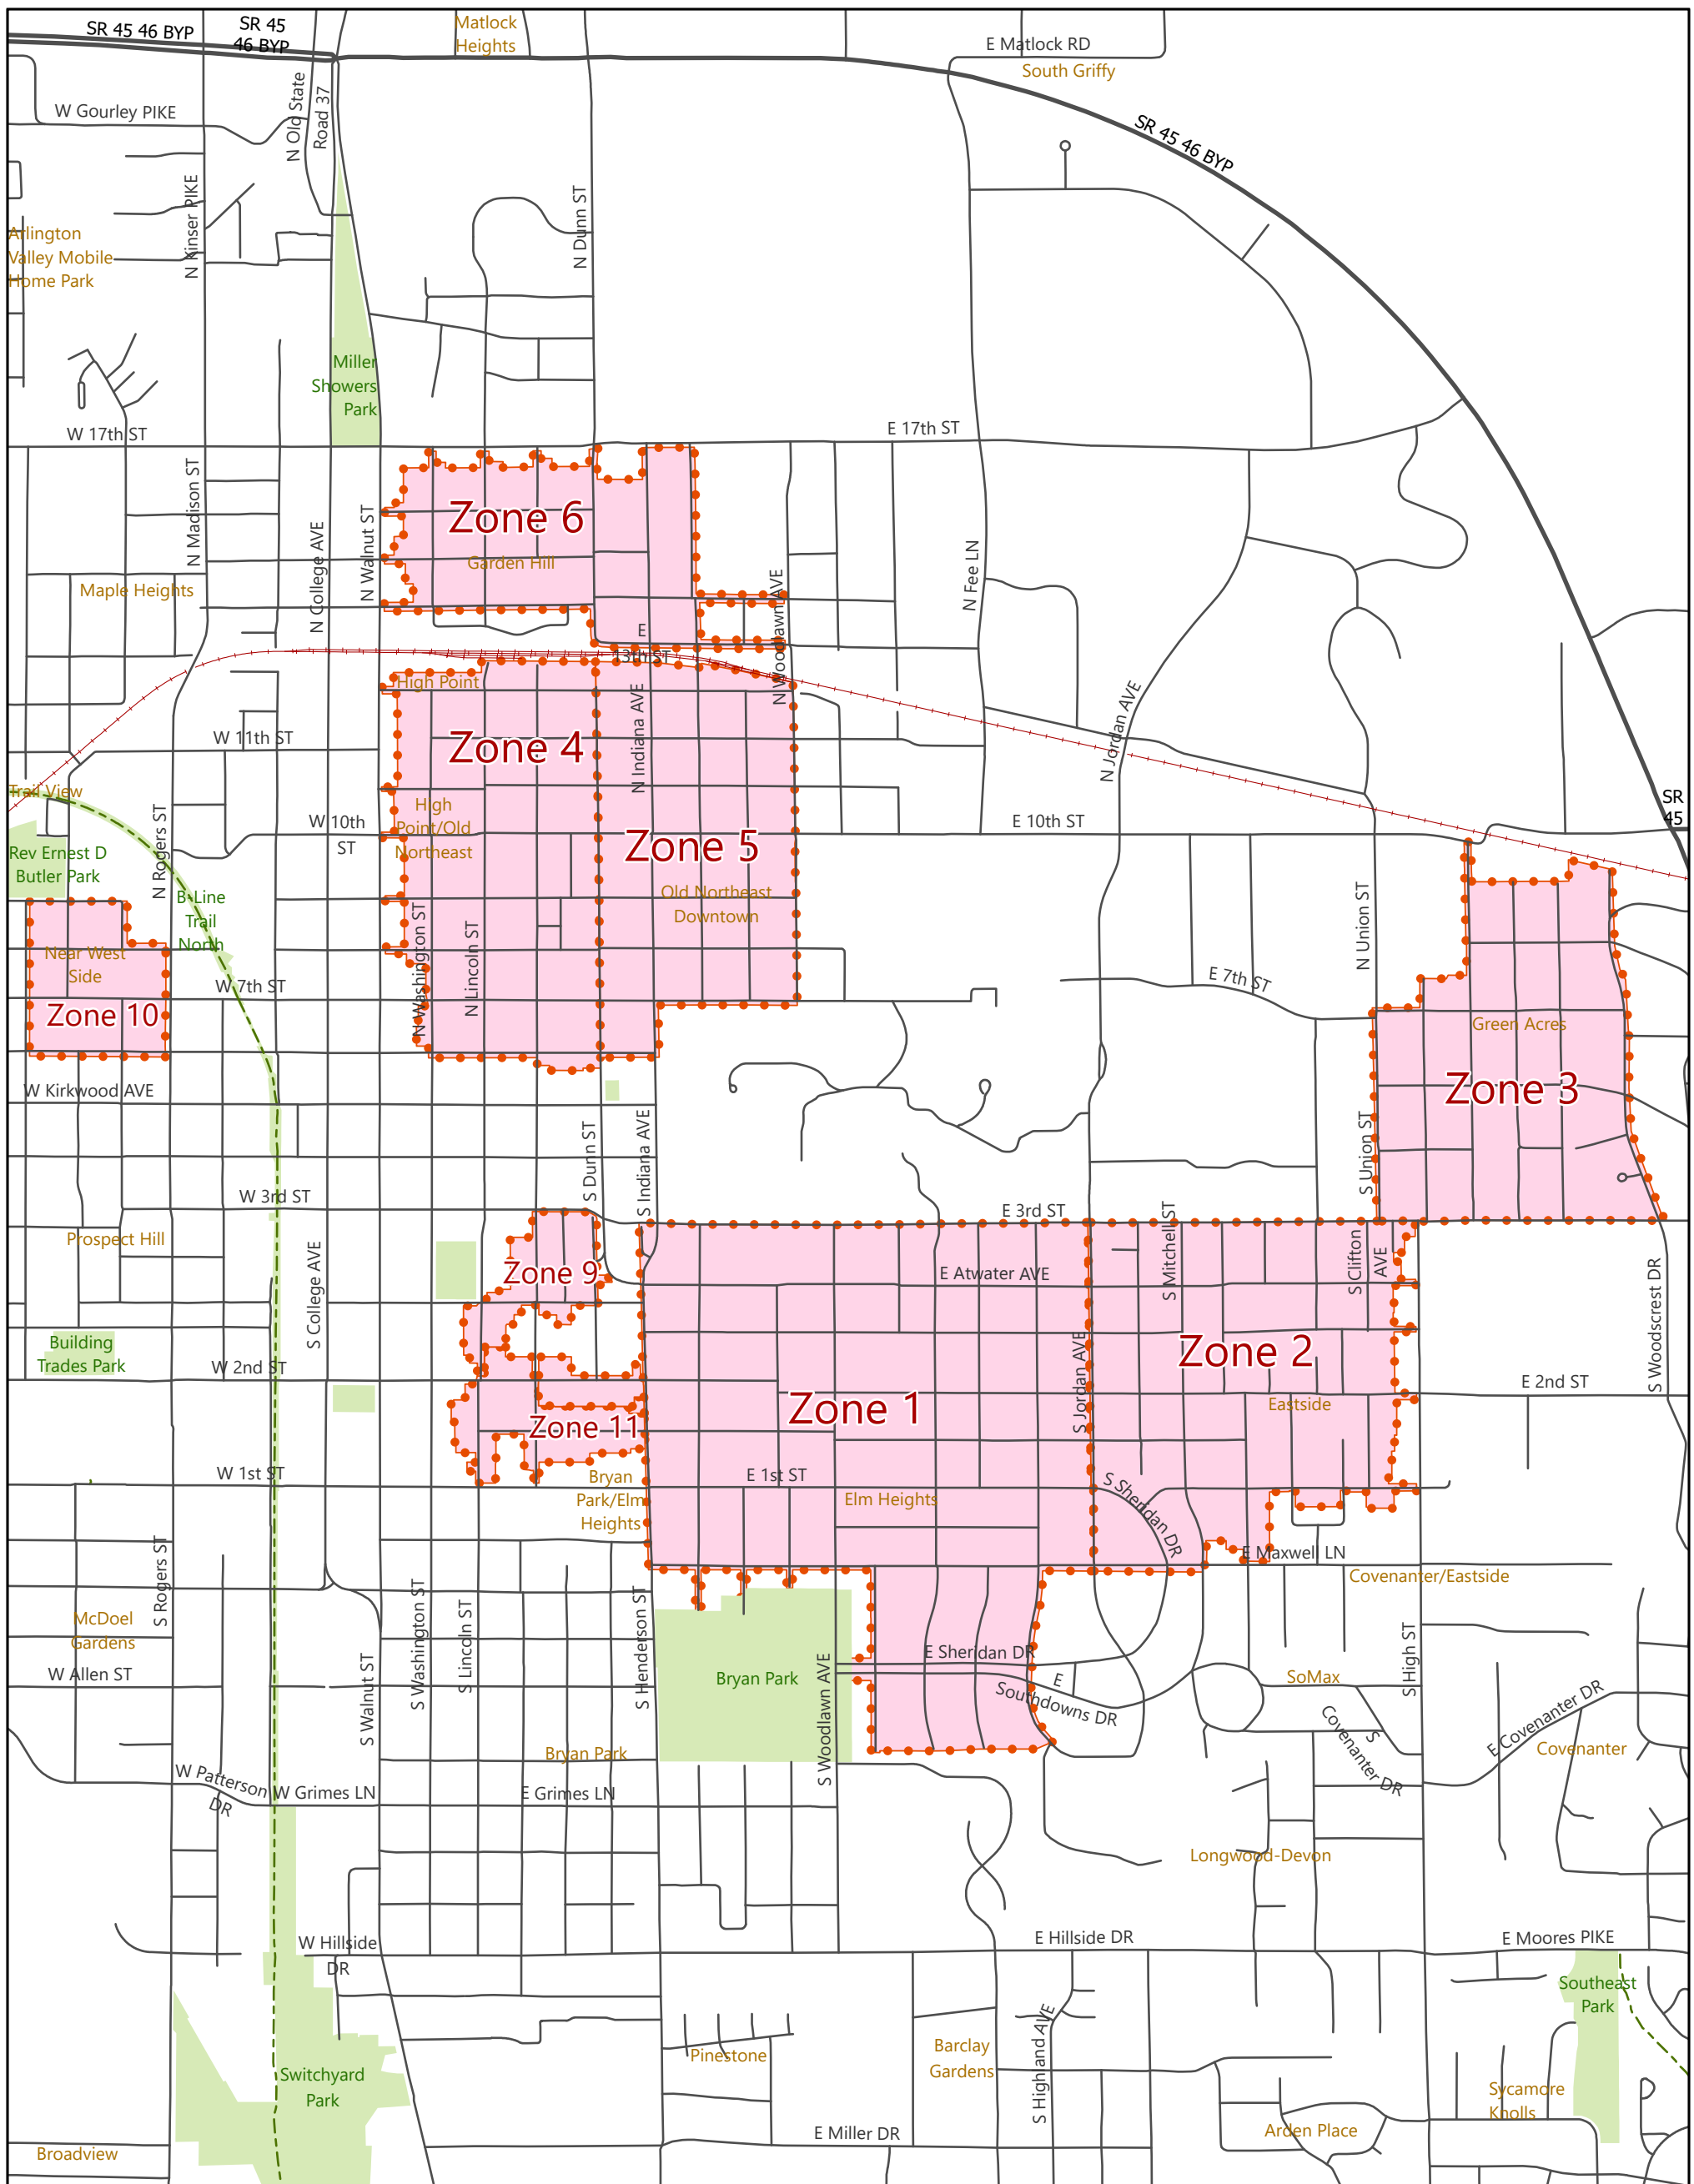 SR 45 46 BYP
SR 45
46 BYP
Matlock
Heights
E Matlock RD
South Griffy
W Gourley PIKE
N Old State
Road 37
SR 45 46 BYP
N Kinser PIKE
N Dunn ST
Arlington
Valley Mobile
Home Park
Miller
Showers
Park
W 17th ST
E 17th ST
N Madison ST
N College AVE
N Walnut ST
Zone 6
Garden Hill
Maple Heights
N Fee LN
N Woodlawn AVE
E
13th ST
High Point
N Indiana AVE
N Jordan AVE
W 11th ST
Zone 4
Trail View
High
Point/Old
Northeast
W 10th
ST
E 10th ST
SR
45
N Rogers ST
Zone 5
Rev Ernest D
Butler Park
B-Line
Trail
North
Old Northeast
Downtown
N Union ST
N Washington ST
N Lincoln ST
Near West
Side
W 7th ST
E 7th ST
Zone 10
Green Acres
Zone 3
W Kirkwood AVE
S Dunn ST
S Indiana AVE
S Union ST
W 3rd ST
E 3rd ST
Prospect Hill
S Mitchell ST
S Clifton
AVE
Zone 9
E Atwater AVE
S College AVE
S Woodscrest DR
Building
Trades Park
W 2nd ST
Zone 2
S Jordan AVE
E 2nd ST
Zone 1
Eastside
Zone 11
W 1st ST
Bryan
Park/Elm
Heights
E 1st ST
Elm Heights
S Sheridan DR
E Maxwell LN
Covenanter/Eastside
S Rogers ST
McDoel
Gardens
S Washington ST
S Lincoln ST
S Henderson ST
S High ST
W Allen ST
S Walnut ST
Bryan Park
S Woodlawn AVE
E Sheridan DR
E
Southdowns DR
SoMax
S
Covenanter DR
E Covenanter DR
Covenanter
Bryan Park
W Patterson
DR
W Grimes LN
E Grimes LN
Longwood-Devon
W Hillside
DR
E Hillside DR
E Moores PIKE
Southeast
Park
S Highland AVE
Pinestone
Barclay
Gardens
Switchyard
Park
Sycamore
Knolls
Arden Place
E Miller DR
Broadview